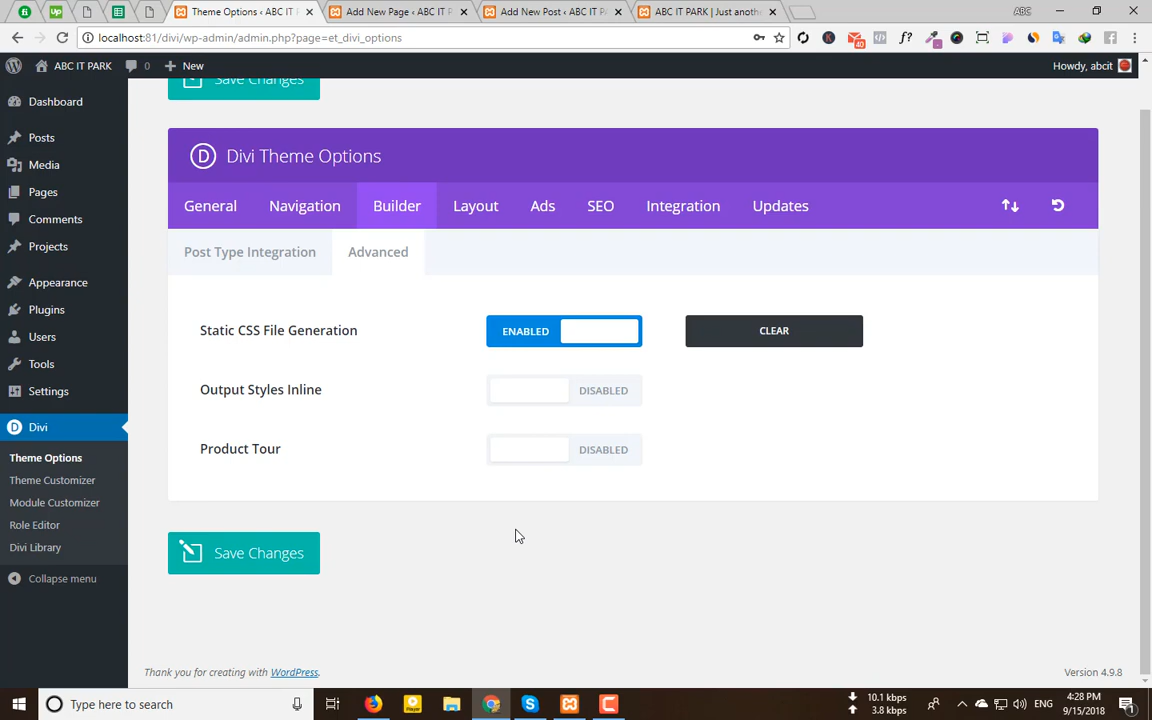 Theme Options ‹ ABC IT P
Add New Page ‹ ABC IT P
Add New Post ‹ ABC IT PA
ABC IT PARK | Just anoth
ABC
localhost:81/divi/wp-admin/admin.php?page=et_divi_options
ABC IT PARK
0
New
Howdy, abcit
Dashboard
Posts
Media
Pages
Comments
Projects
Appearance
Plugins
Users
Tools
Settings
Divi
Theme Options
Theme Customizer
Module Customizer
Role Editor
Divi Library
Collapse menu
Save Changes
D Divi Theme Options
General
Navigation
Builder
Layout
Ads
SEO
Integration
Updates
Post Type Integration
Advanced
Static CSS File Generation
ENABLED
CLEAR
Output Styles Inline
DISABLED
Product Tour
DISABLED
Save Changes
Thank you for creating with WordPress.
Version 4.9.8
Type here to search
10.1 kbps
3.8 kbps
ENG
4:28 PM
9/15/2018